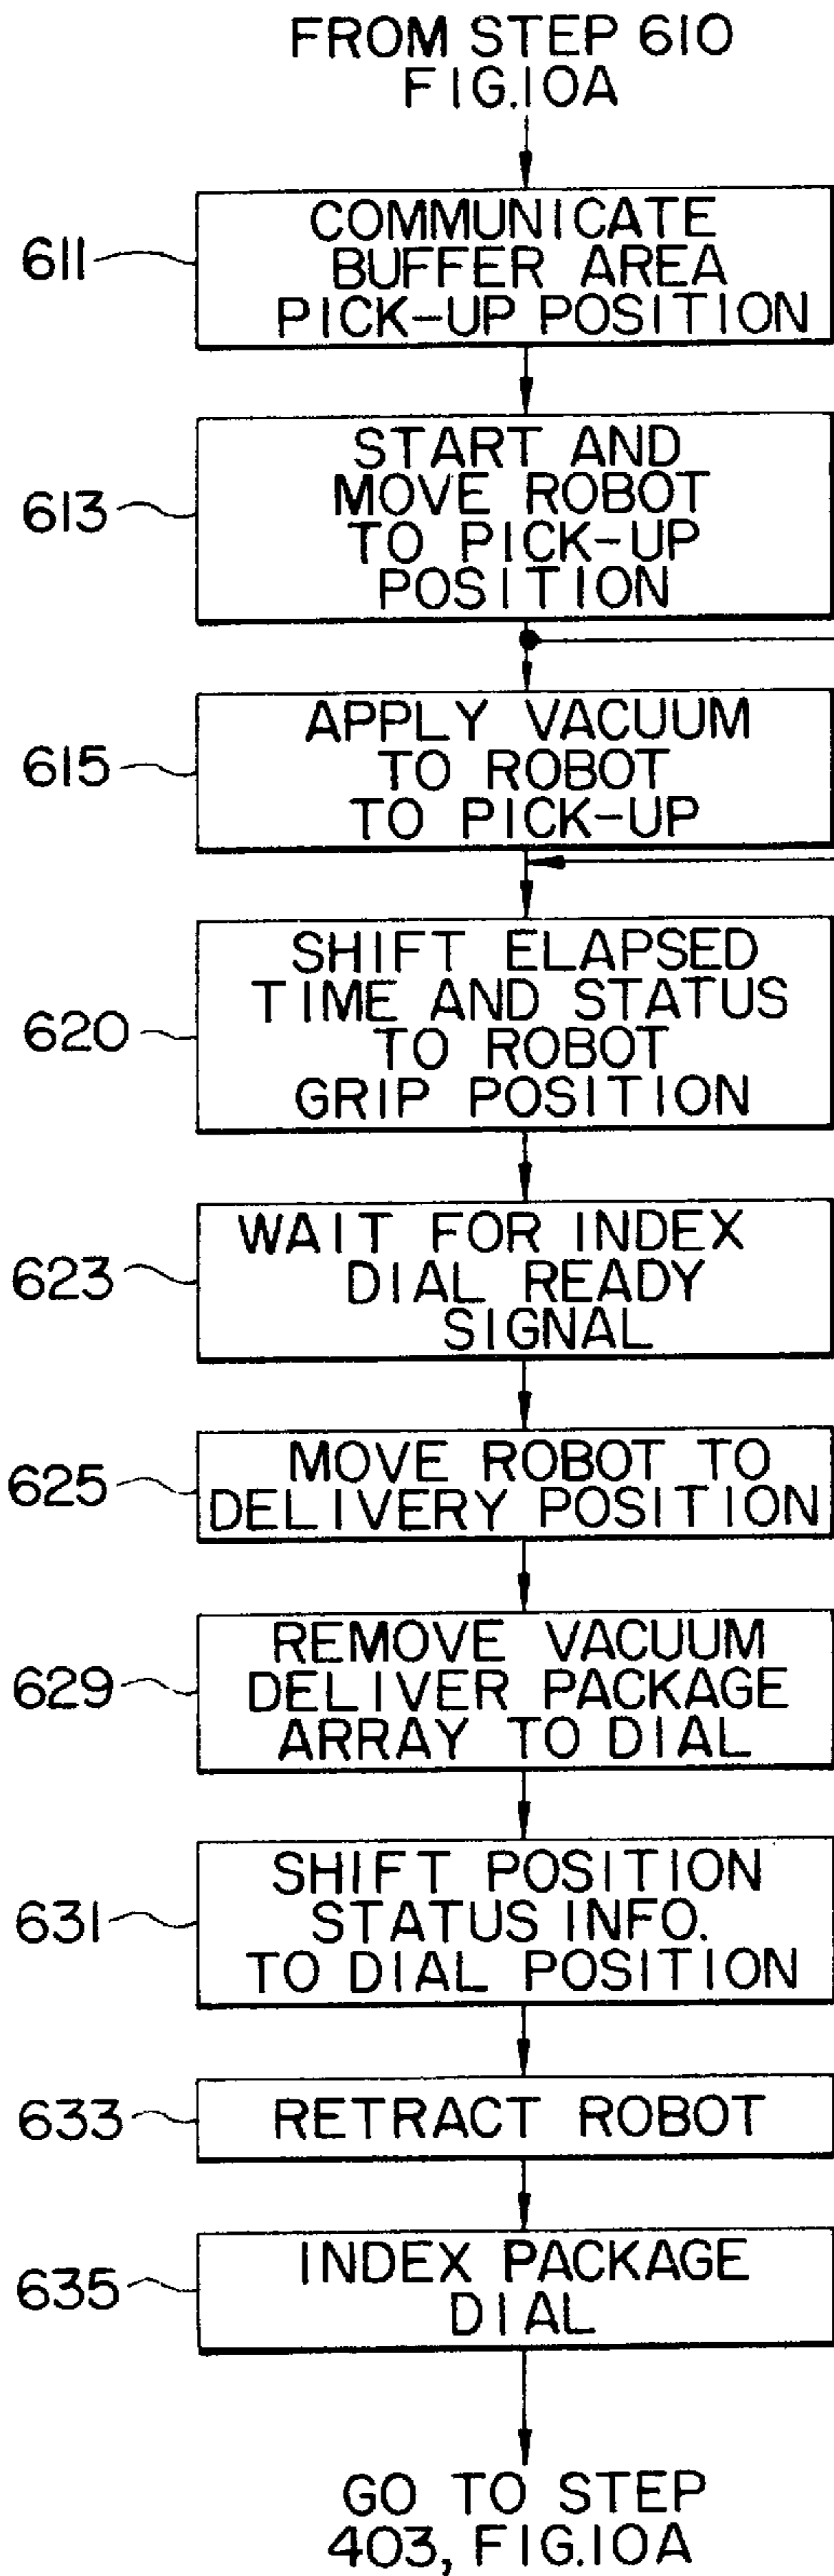 FROM STEP 610
FIG.10A
611
COMMUNICATE
BUFFER AREA
PICK-UP POSITION
613
START AND
MOVE ROBOT
TO PICK-UP
POSITION
615
APPLY VACUUM
TO ROBOT
TO PICK-UP
620
SHIFT ELAPSED
TIME AND STATUS
TO ROBOT
GRIP POSITION
623
WAIT FOR INDEX
DIAL READY
SIGNAL
625
MOVE ROBOT TO
DELIVERY POSITION
629
REMOVE VACUUM
DELIVER PACKAGE
ARRAY TO DIAL
631
SHIFT POSITION
STATUS INFO.
TO DIAL POSITION
633
RETRACT ROBOT
635
INDEX PACKAGE
DIAL
GO TO STEP
403, FIG.10A